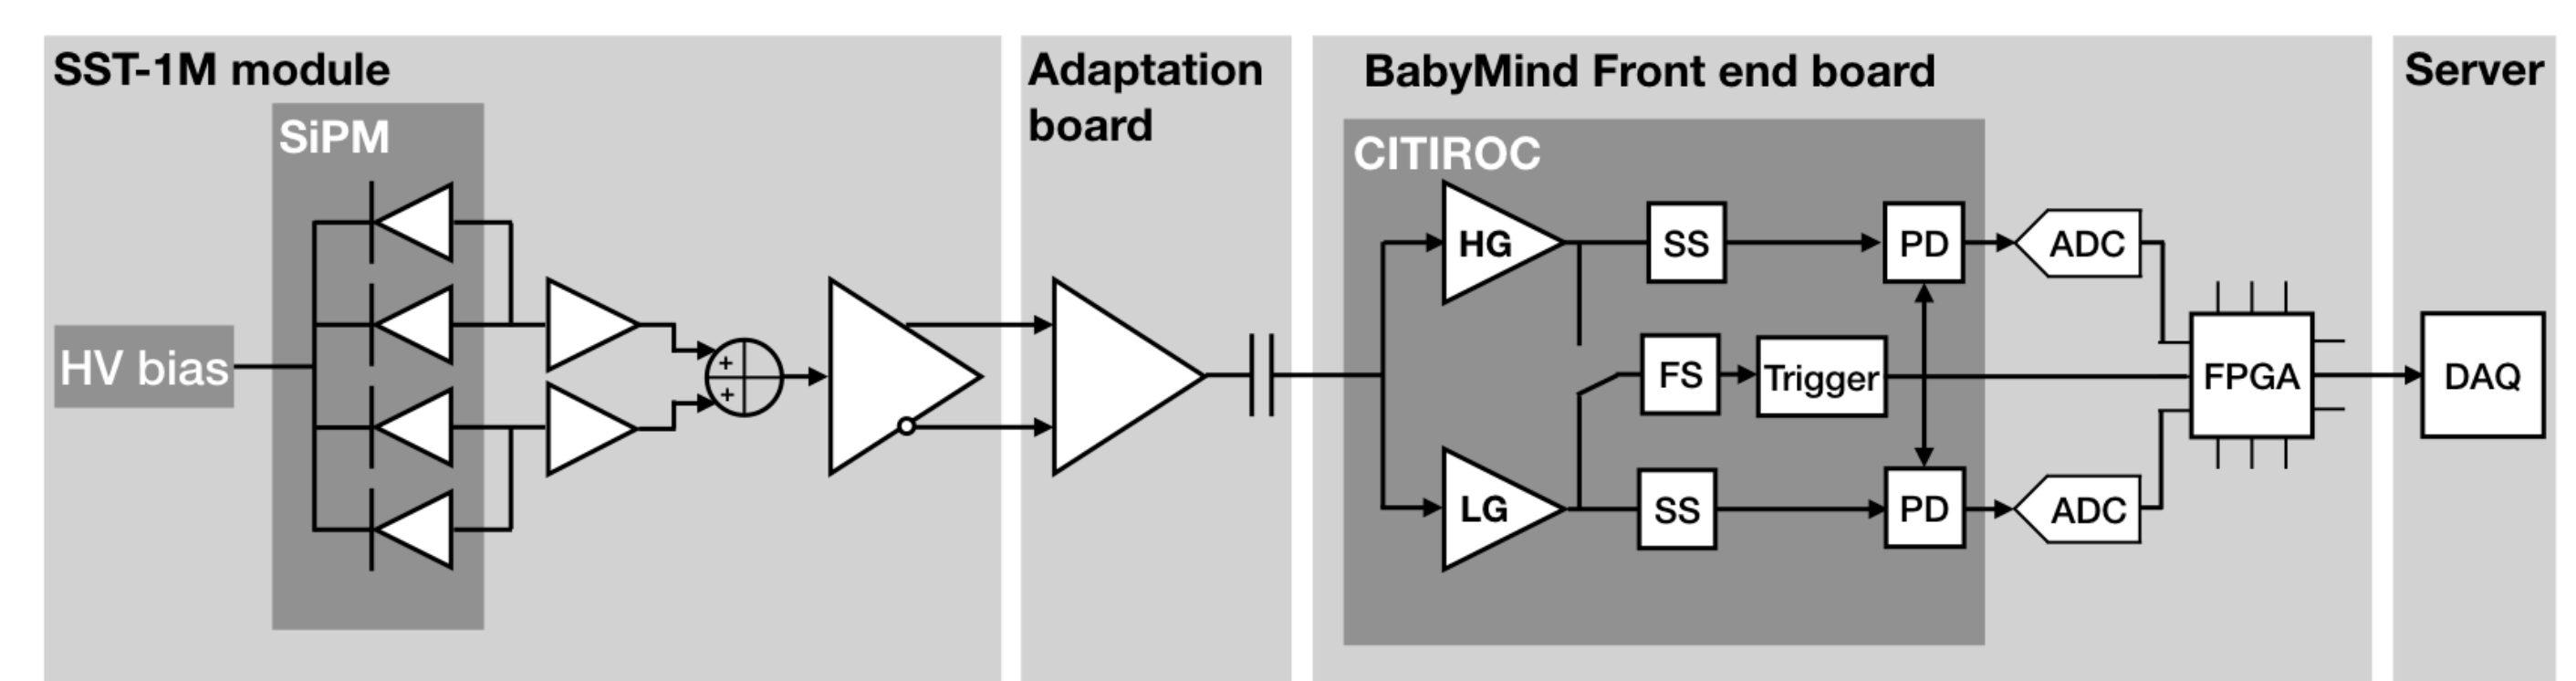 SST-1M module
SiPM
HV bias
+
+
Adaptation
board
BabyMind Front end board
CITIROC
HG
SS
PD
ADC
FS
Trigger
FPGA
LG
SS
PD
ADC
Server
DAQ